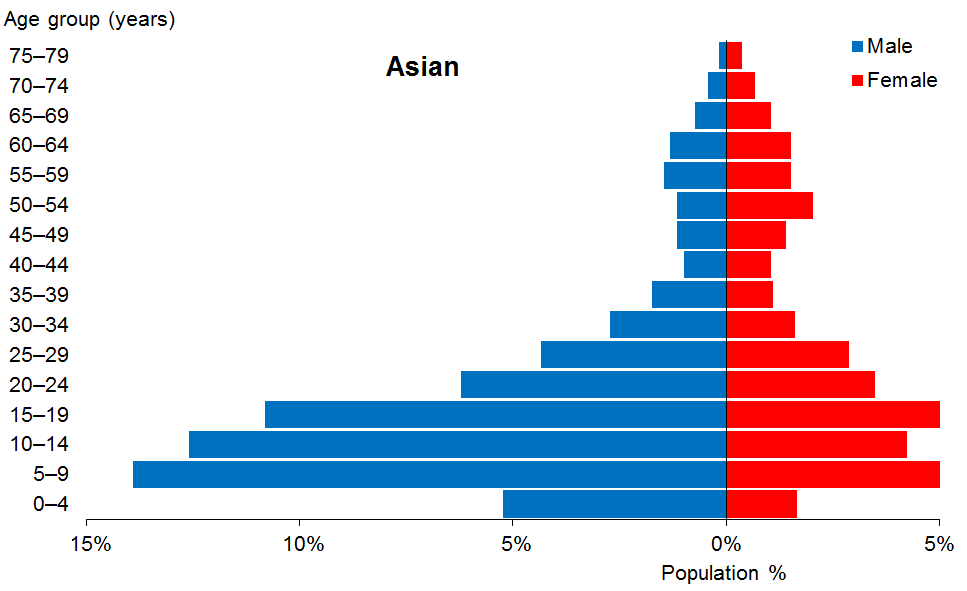 Age group (years)
Asian
Male
Female
75–79
70–74
65–69
60–64
55–59
50–54
45–49
40–44
35–39
30–34
25–29
20–24
15–19
10–14
5–9
0–4
15% 10% 5% 0% 5%
Population %